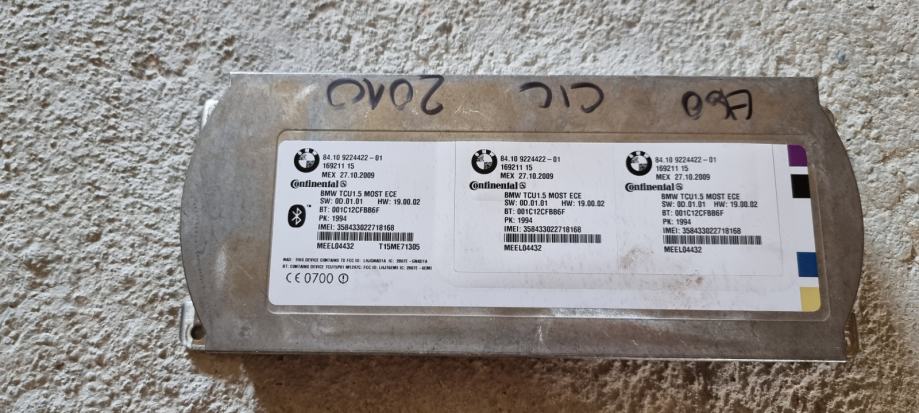 E90 CIC 2010
BMW
84.10 9224422-01
169211 15
MEX 27.10.2009
Continental
BMW TCU1.5 MOST ECE
SW: 0D.01.01 HW: 19.00.02
BT: 001C12CFBB6F
PK: 1994
IMEI: 358433022718168
MEEL04432 T15ME71305
CE 0700
BMW
84.10 9224422-01
169211 15
MEX 27.10.2009
Continental
BMW TCU1.5 MOST ECE
SW: 0D.01.01 HW: 19.00.02
BT: 001C12CFBB6F
PK: 1994
IMEI: 358433022718168
MEEL04432
BMW
84.10 9224422-01
169211 15
MEX 27.10.2009
Continental
BMW TCU1.5 MOST ECE
SW: 0D.01.01 HW: 19.00.02
BT: 001C12CFBB6F
PK: 1994
IMEI: 358433022718168
MEEL04432